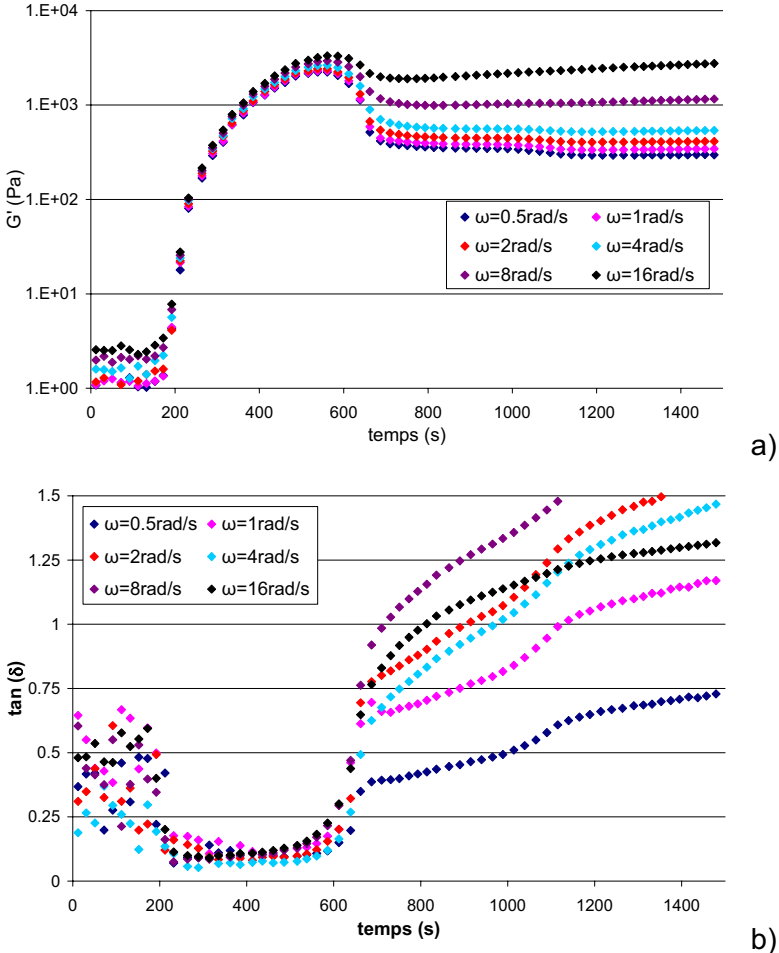 1.E+04
1.E+03
1.E+02
1.E+01
1.E+00
G' (Pa)
ω=0.5rad/s ω=1rad/s
ω=2rad/s ω=4rad/s
ω=8rad/s ω=16rad/s
0 200 400 600 800 1000 1200 1400
temps (s)
a)
1.5
1.25
1
0.75
0.5
0.25
0
tan (δ)
ω=0.5rad/s ω=1rad/s
ω=2rad/s ω=4rad/s
ω=8rad/s ω=16rad/s
0 200 400 600 800 1000 1200 1400
temps (s)
b)